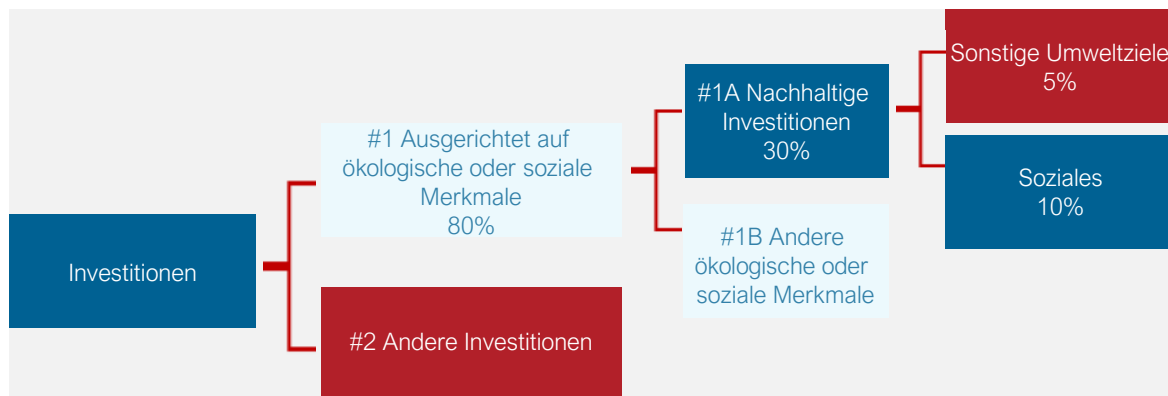 Investitionen
#1 Ausgerichtet auf
ökologische oder soziale
Merkmale
80%
#2 Andere Investitionen
#1A Nachhaltige
Investitionen
30%
#1B Andere
ökologische oder
soziale Merkmale
Sonstige Umweltziele
5%
Soziales
10%